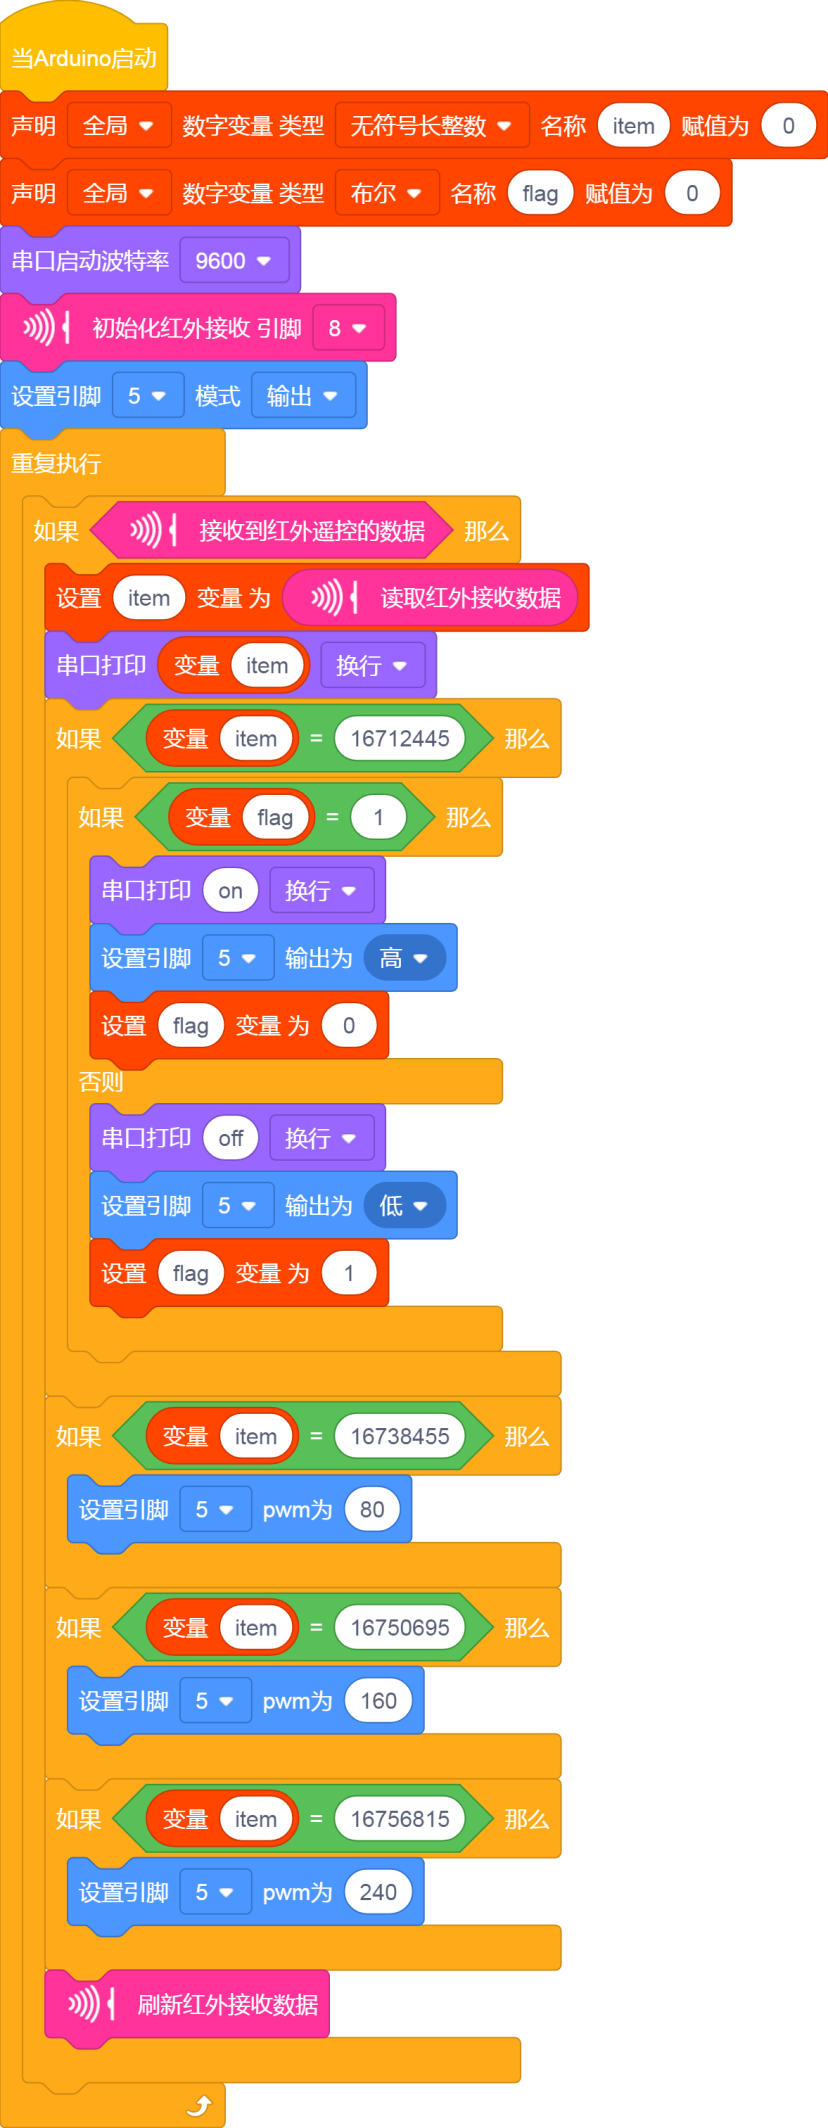 当Arduino启动
声明 全局 数字变量 类型 无符号长整数 名称 item 赋值为 0
声明 全局 数字变量 类型 布尔 名称 flag 赋值为 0
串口启动波特率 9600
初始化红外接收 引脚 8
设置引脚 5 模式 输出
重复执行
如果 接收到红外遥控的数据 那么
设置 item 变量 为 读取红外接收数据
串口打印 变量 item 换行
如果 变量 item = 16712445 那么
如果 变量 flag = 1 那么
串口打印 on 换行
设置引脚 5 输出为 高
设置 flag 变量 为 0
否则
串口打印 off 换行
设置引脚 5 输出为 低
设置 flag 变量 为 1
如果 变量 item = 16738455 那么
设置引脚 5 pwm为 80
如果 变量 item = 16750695 那么
设置引脚 5 pwm为 160
如果 变量 item = 16756815 那么
设置引脚 5 pwm为 240
刷新红外接收数据